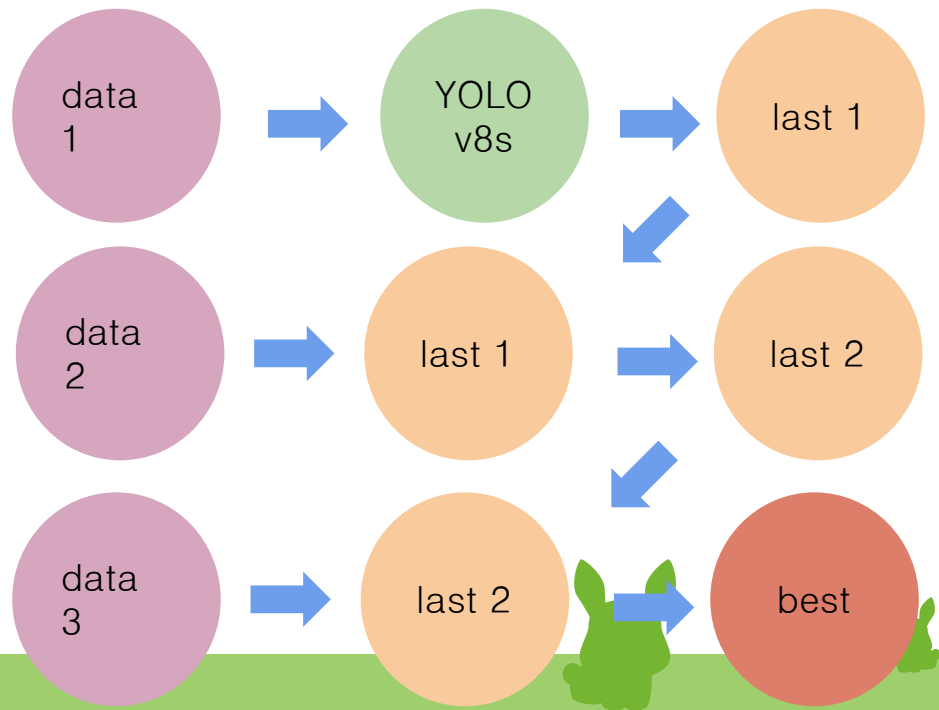 data
1
YOLO
v8s
last 1
data
2
last 1
last 2
data
3
last 2
best